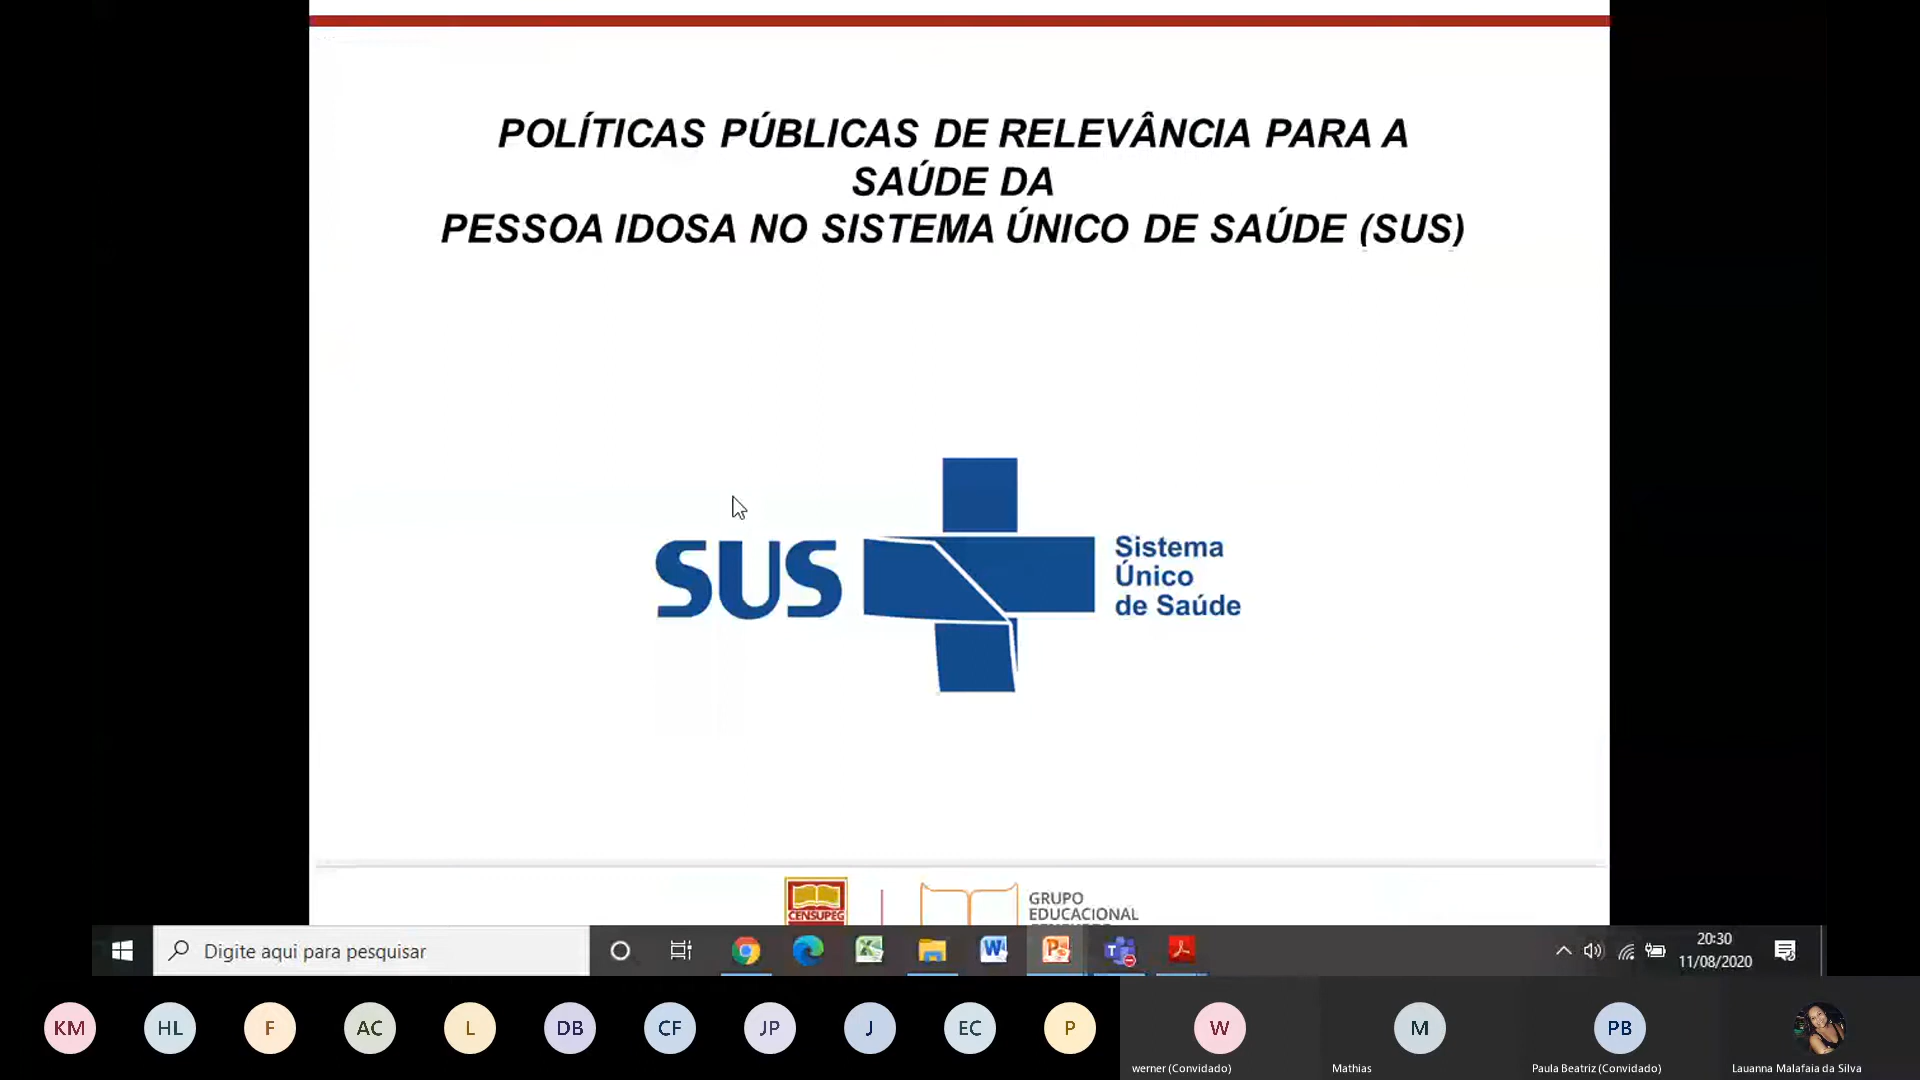 POLÍTICAS PÚBLICAS DE RELEVÂNCIA PARA A
SAÚDE DA
PESSOA IDOSA NO SISTEMA ÚNICO DE SAÚDE (SUS)
SUS
Sistema
Único
de Saúde
CENSUPEG
GRUPO
EDUCACIONAL
Digite aqui para pesquisar
20:30
11/08/2020
KM
HL
F
AC
L
DB
CF
JP
J
EC
P
W
M
PB
werner (Convidado)
Mathias
Paula Beatriz (Convidado)
Lauanna Malafaia da Silva